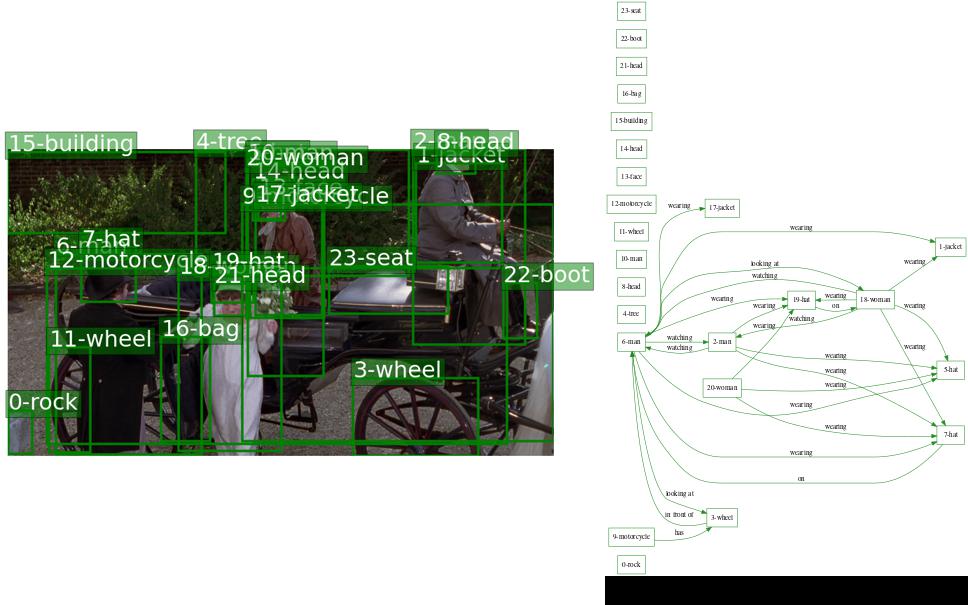 15-building
4-tree
20-woman
14-head
2-
8-head
1-jacket
17-jacket
6-man
7-hat
12-motorcycle
19-hat
18-
21-head
23-seat
22-boot
16-bag
11-wheel
3-wheel
0-rock
23-seat
22-boot
21-head
16-bag
15-building
14-head
13-face
12-motorcycle
11-wheel
10-man
8-head
4-tree
6-man
9-motorcycle
0-rock
17-jacket
2-man
20-woman
3-wheel
19-hat
18-woman
1-jacket
5-hat
7-hat
wearing
wearing
looking at
watching
wearing
wearing
wearing
on
wearing
watching
wearing
wearing
wearing
watching
watching
wearing
wearing
wearing
wearing
wearing
wearing
on
looking at
in front of
has